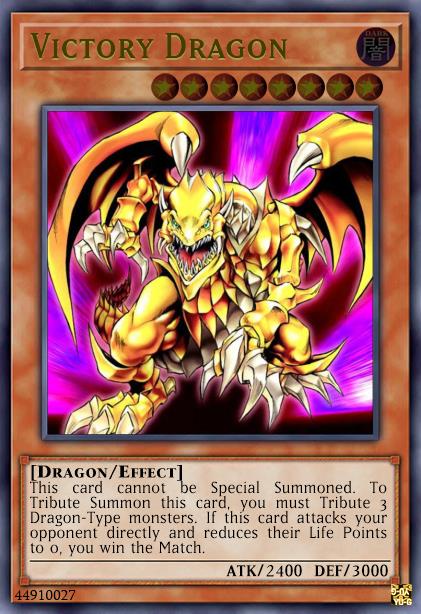 VICTORY DRAGON
DARK
闇
[DRAGON/EFFECT]
This card cannot be Special Summoned. To
Tribute Summon this card, you must Tribute 3
Dragon-Type monsters. If this card attacks your
opponent directly and reduces their Life Points
to 0, you win the Match.
ATK/2400 DEF/3000
44910027